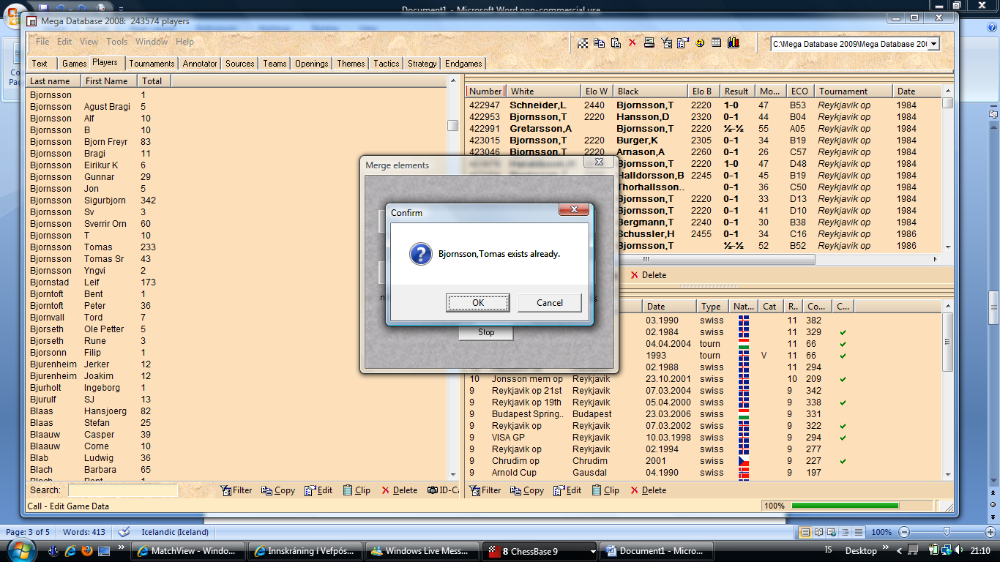 Document1 - Microsoft Word non-commercial use
Mega Database 2008: 243574 players
File Edit View Tools Window Help
C:\Mega Database 2009\Mega Database 200
Text Games Players Tournaments Annotator Sources Teams Openings Themes Tactics Strategy Endgames
Last name First Name Total
Bjornsson 1
Bjornsson Agust Bragi 5
Bjornsson Alf 10
Bjornsson B 10
Bjornsson Bjorn Freyr 83
Bjornsson Bragi 11
Bjornsson Eirikur K 6
Bjornsson Gunnar 29
Bjornsson Jon 5
Bjornsson Sigurbjorn 342
Bjornsson Sv 3
Bjornsson Sverrir Orn 60
Bjornsson T 10
Bjornsson Tomas 233
Bjornsson Tomas Sr 43
Bjornsson Yngvi 2
Bjornstad Leif 173
Bjorntoft Bent 1
Bjorntoft Peter 36
Bjornvall Tord 7
Bjorseth Ole Petter 5
Bjorseth Rune 3
Bjorsonn Filip 1
Bjurenheim Jerker 12
Bjurenheim Joakim 12
Bjurholt Ingeborg 1
Bjurulf SJ 13
Blaas Hansjoerg 82
Blaas Stefan 25
Blaauw Casper 39
Blaauw Corne 10
Blab Ludwig 36
Blach Barbara 65
Search: Filter Copy Edit Clip Delete
Call - Edit Game Data
Number White Elo W Black Elo B Result Mo... ECO Tournament Date
422947 Schneider,L 2440 Bjornsson,T 2220 1-0 47 B53 Reykjavik op 1984
422953 Bjornsson,T 2220 Hansson,D 2320 0-1 44 B04 Reykjavik op 1984
422991 Gretarsson,A Bjornsson,T 2220 ½-½ 55 A05 Reykjavik op 1984
423015 Bjornsson,T 2220 Burger,K 2305 0-1 34 B19 Reykjavik op 1984
423046 Bjornsson,T 2220 Arnason,A 2260 0-1 26 C57 Reykjavik op 1984
Bjornsson,T 2220 1-0 47 D48 Reykjavik op 1984
Halldorsson,B 2245 0-1 45 B19 Reykjavik op 1984
Thorhallsson.. 0-1 36 C50 Reykjavik op 1984
Bjornsson,T 2220 0-1 33 D13 Reykjavik op 1984
Bjornsson,T 2220 0-1 41 D10 Reykjavik op 1984
Bergmann,T 2240 0-1 30 B38 Reykjavik op 1984
Schussler,H 2455 0-1 34 C16 Reykjavik op 1986
Bjornsson,T ½-½ 52 B52 Reykjavik op 1986
Delete
Merge elements
Confirm
Bjornsson,Tomas exists already.
OK Cancel
Stop
Date Type Nat... Cat R.. Co... C...
03.1990 swiss 11 382
02.1984 swiss 11 329
04.04.2004 tourn 11 66
1993 tourn V 11 66
02.1988 swiss 11 294
10 Jonsson mem op Reykjavik 23.10.2001 swiss 10 209
9 Reykjavik op 21st Reykjavik 07.03.2004 swiss 9 342
9 Reykjavik op 19th Reykjavik 05.04.2000 swiss 9 338
9 Budapest Spring.. Budapest 23.03.2006 swiss 9 331
9 Reykjavik op Reykjavik 07.03.2002 swiss 9 322
9 VISA GP Reykjavik 10.03.1998 swiss 9 294
9 Reykjavik op Reykjavik 02.1994 swiss 9 277
9 Chrudim op Chrudim 2001 swiss 9 227
9 Arnold Cup Gausdal 04.1990 swiss 9 197
Filter Copy Edit Clip Delete
100%
Page: 3 of 5 Words: 413 Icelandic (Iceland) 100%
MatchView - Windo... Innskráning í Vefpós... Windows Live Mess... 8 ChessBase 9 Document1 - Micros... IS Desktop 21:10